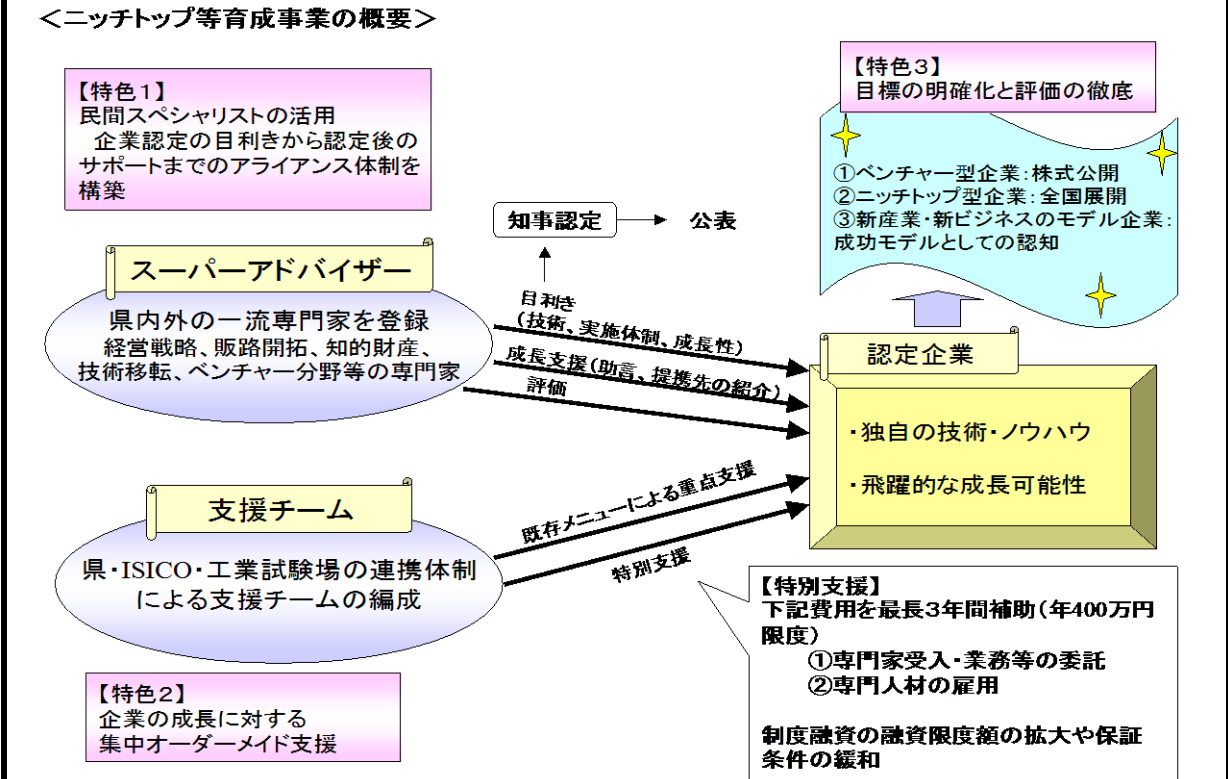 ＜ニッチトップ等育成事業の概要＞
【特色１】
民間スペシャリストの活用
企業認定の目利きから認定後の
サポートまでのアライアンス体制を
構築
【特色３】
目標の明確化と評価の徹底
①ベンチャー型企業：株式公開
②ニッチトップ型企業：全国展開
③新産業・新ビジネスのモデル企業：
成功モデルとしての認知
知事認定
公表
スーパーアドバイザー
県内外の一流専門家を登録
経営戦略、販路開拓、知的財産、
技術移転、ベンチャー分野等の専門家
目利き
（技術、実施体制、成長性）
成長支援（助言、提携先の紹介）
評価
認定企業
・独自の技術・ノウハウ
・飛躍的な成長可能性
支援チーム
県・ISICO・工業試験場の連携体制
による支援チームの編成
既存メニューによる重点支援
特別支援
【特色２】
企業の成長に対する
集中オーダーメイド支援
【特別支援】
下記費用を最長３年間補助（年400万円
限度）
①専門家受入・業務等の委託
②専門人材の雇用
制度融資の融資限度額の拡大や保証
条件の緩和